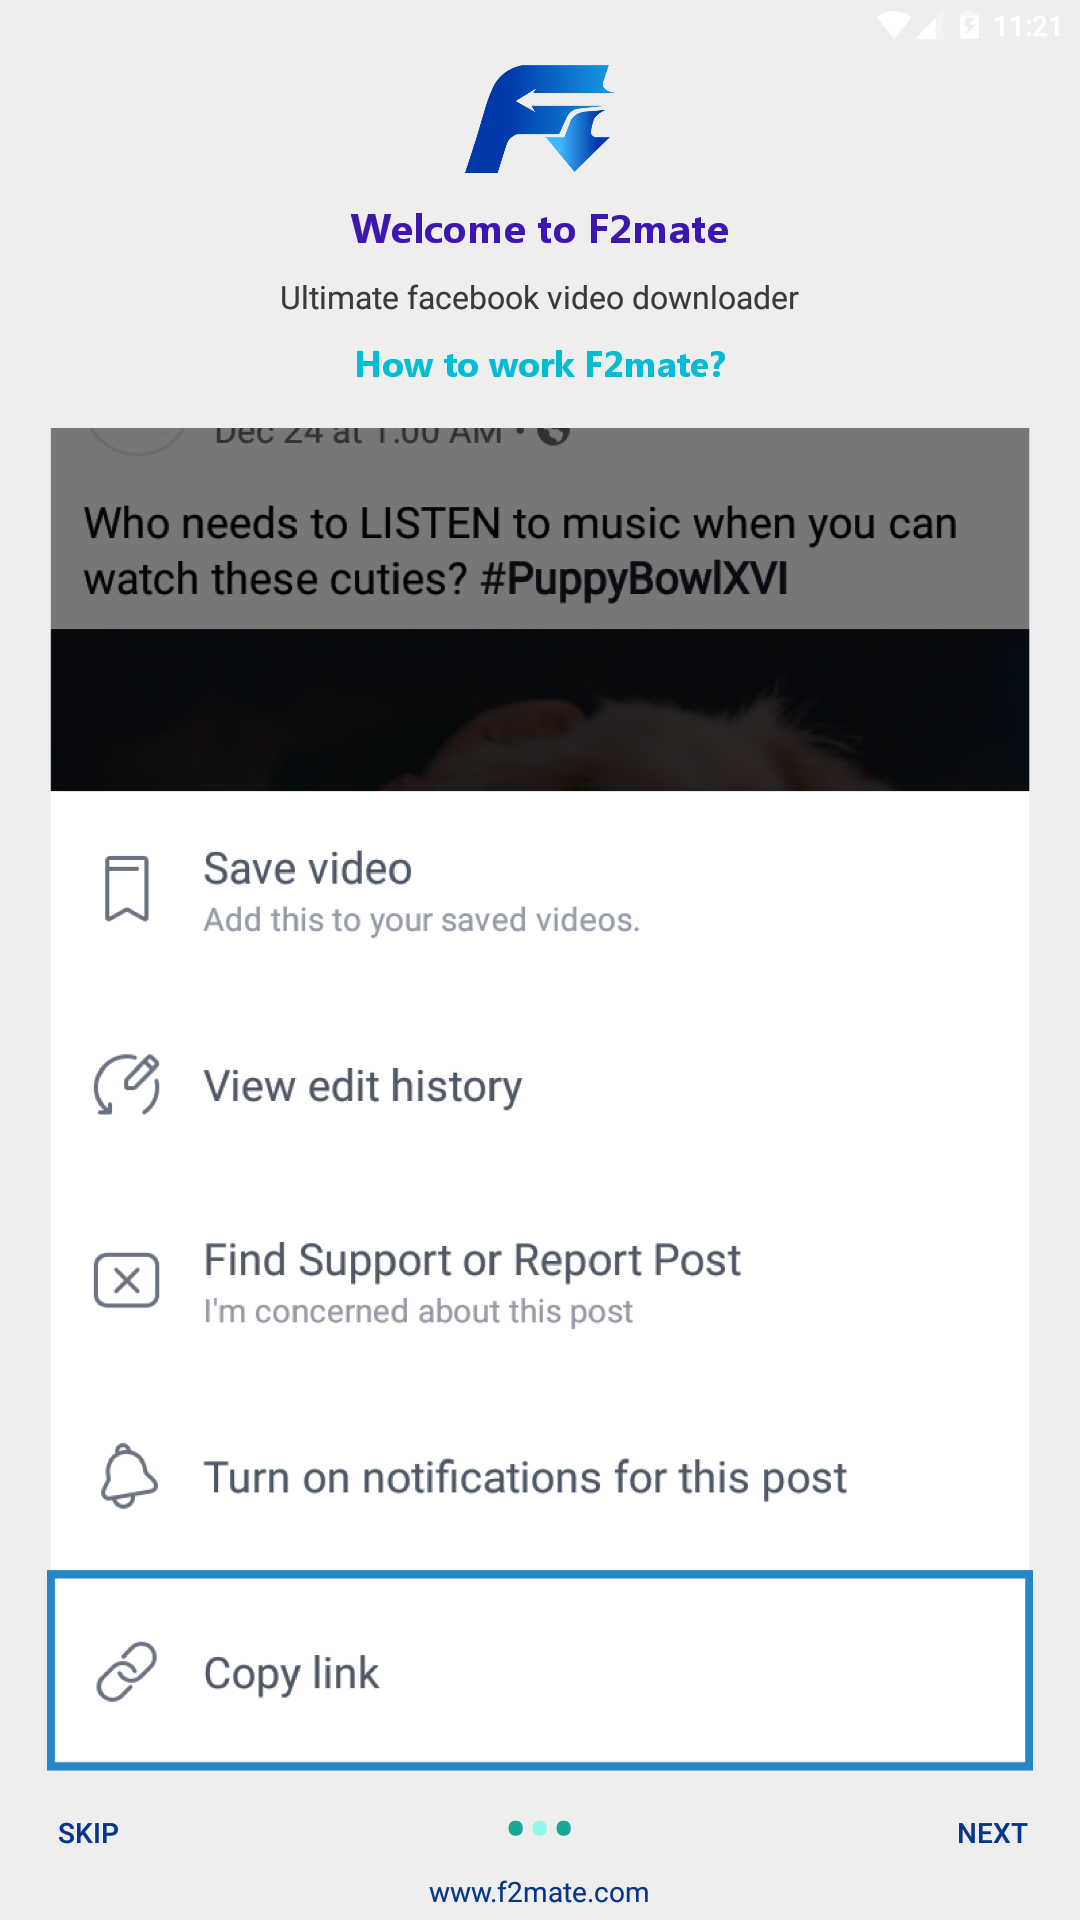 11:21
Welcome to F2mate
Ultimate facebook video downloader
How to work F2mate?
Dec 24 at 1:00 AM ·
Who needs to LISTEN to music when you can
watch these cuties? #PuppyBowlXVI
Save video
Add this to your saved videos.
View edit history
Find Support or Report Post
I'm concerned about this post
Turn on notifications for this post
Copy link
SKIP
NEXT
www.f2mate.com